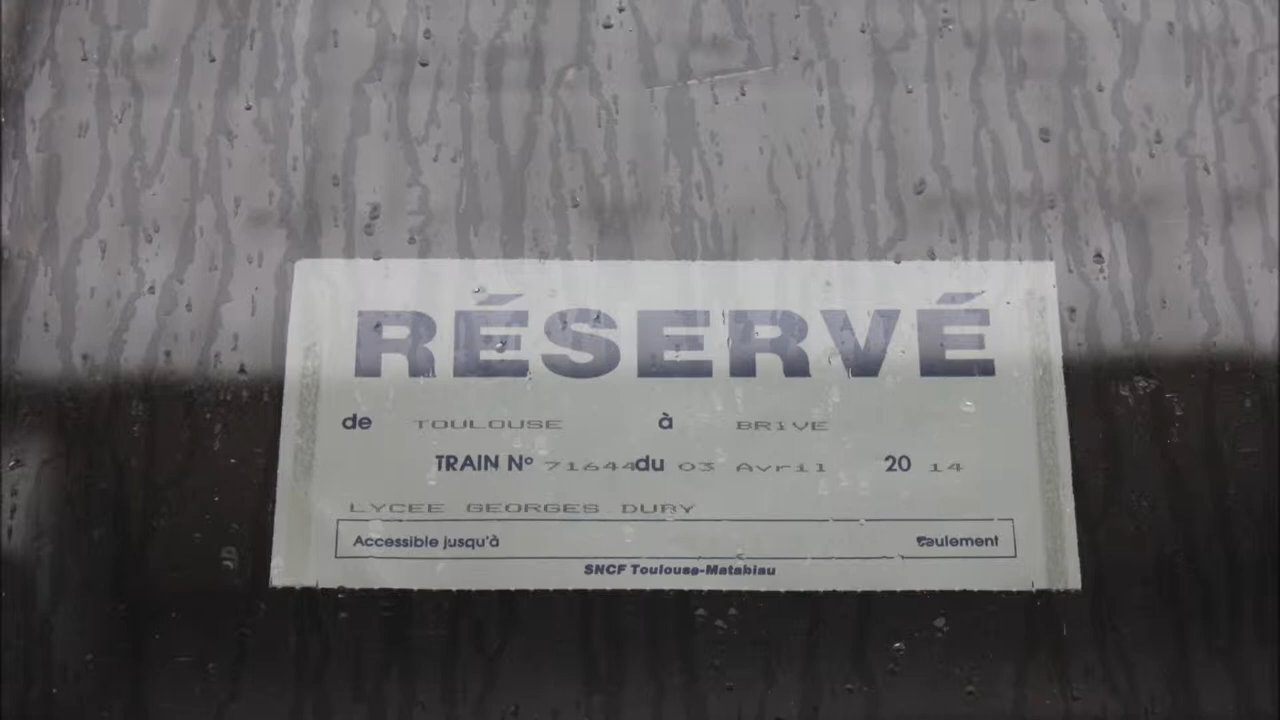 RÉSERVÉ
de TOULOUSE à BRIVE
TRAIN Nº 71644 du 03 Avril 20 14
LYCEE GEORGES DURY
Accessible jusqu'à seulement
SNCF Toulouse-Matabiau